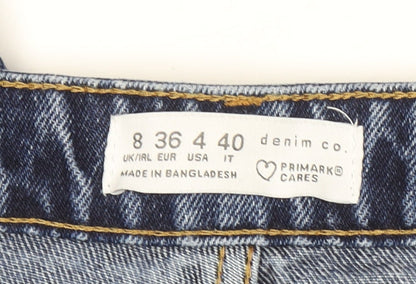 8 36 4 40 denim co.
UK/IRL EUR USA IT
PRIMARK®
MADE IN BANGLADESH CARES